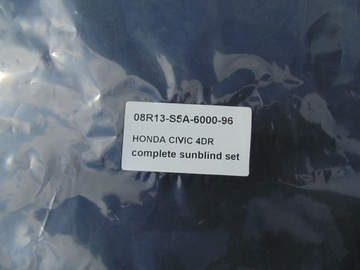 08R13-S5A-6000-96
HONDA CIVIC 4DR
complete sunblind set